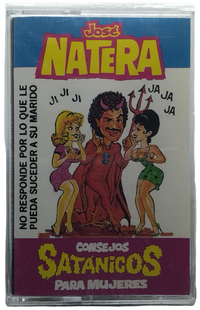 José
NATERA
NO RESPONDE POR LO QUE LE
PUEDA SUCEDER A SU MARIDO
JI JI JI
JA JA
JA
CONSEJOS
SATANICOS
PARA MUJERES